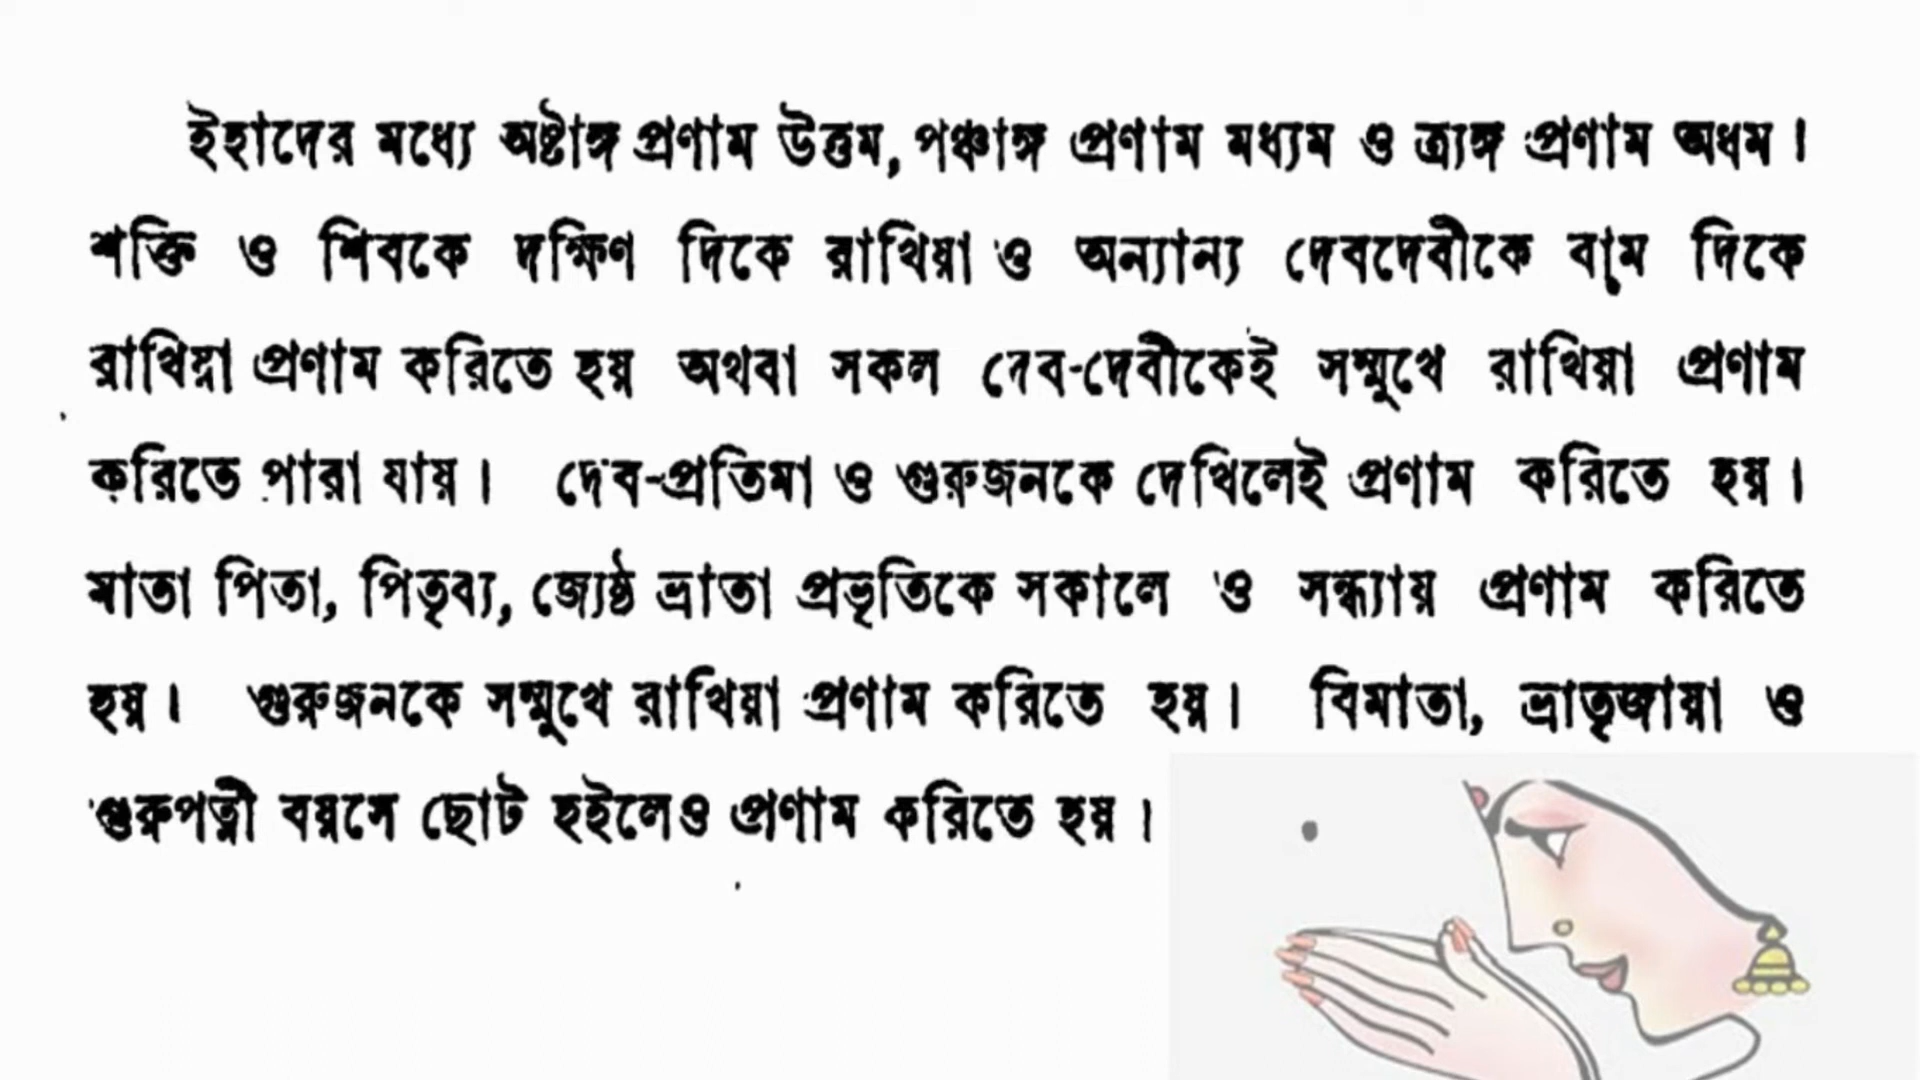 ইহাদের মধ্যে অষ্টাঙ্গ প্রণাম উত্তম, পঞ্চাঙ্গ প্রণাম মধ্যম ও ত্র্যঙ্গ প্রণাম অধম।
শক্তি ও শিবকে দক্ষিণ দিকে রাখিয়া ও অন্যান্য দেবদেবীকে বাম দিকে
রাখিয়া প্রণাম করিতে হয় অথবা সকল দেব-দেবীকেই সম্মুখে রাখিয়া প্রণাম
করিতে পারা যায়। দেব-প্রতিমা ও গুরুজনকে দেখিলেই প্রণাম করিতে হয়।
মাতা পিতা, পিতৃব্য, জ্যেষ্ঠ ভ্রাতা প্রভৃতিকে সকালে ও সন্ধ্যায় প্রণাম করিতে
হয়। গুরুজনকে সম্মুখে রাখিয়া প্রণাম করিতে হয়। বিমাতা, ভ্রাতৃজায়া ও
গুরুপত্নী বয়সে ছোট হইলেও প্রণাম করিতে হয়।